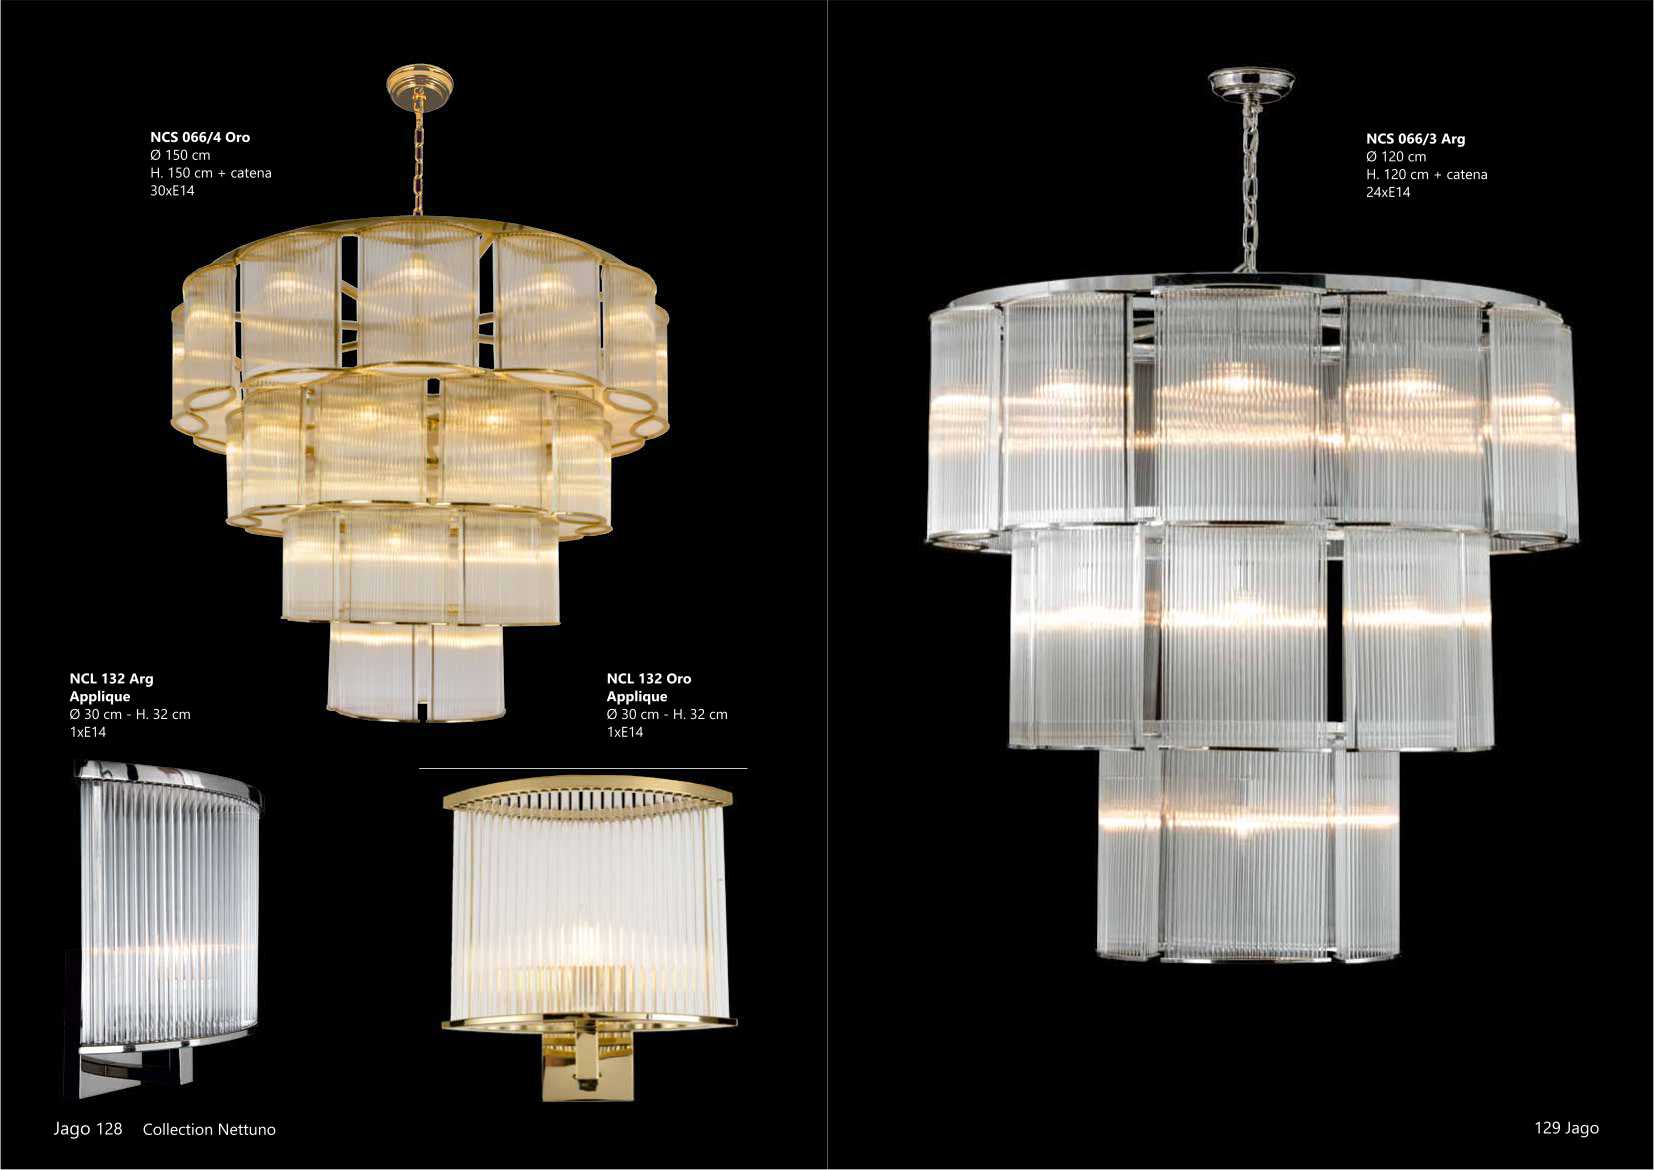 NCS 066/4 Oro
Ø 150 cm
H. 150 cm + catena
30xE14
NCL 132 Arg
Applique
Ø 30 cm - H. 32 cm
1xE14
NCL 132 Oro
Applique
Ø 30 cm - H. 32 cm
1xE14
Jago 128 Collection Nettuno
NCS 066/3 Arg
Ø 120 cm
H. 120 cm + catena
24xE14
129 Jago